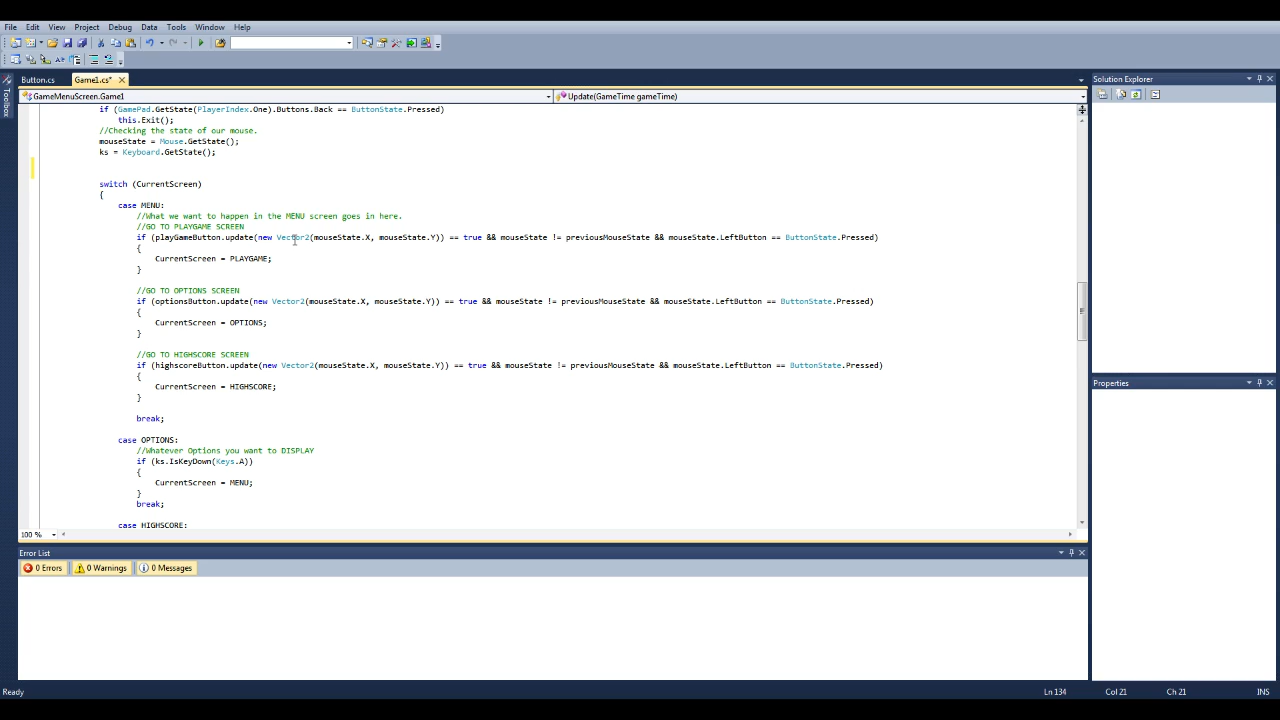 File Edit View Project Debug Data Tools Window Help
Button.cs Game1.cs*
GameMenuScreen.Game1 Update(GameTime gameTime)
Toolbox
if (GamePad.GetState(PlayerIndex.One).Buttons.Back == ButtonState.Pressed)
this.Exit();
//Checking the state of our mouse.
mouseState = Mouse.GetState();
ks = Keyboard.GetState();
switch (CurrentScreen)
{
case MENU:
//What we want to happen in the MENU screen goes in here.
//GO TO PLAYGAME SCREEN
if (playGameButton.update(new Vector2(mouseState.X, mouseState.Y)) == true && mouseState != previousMouseState && mouseState.LeftButton == ButtonState.Pressed)
{
CurrentScreen = PLAYGAME;
}
//GO TO OPTIONS SCREEN
if (optionsButton.update(new Vector2(mouseState.X, mouseState.Y)) == true && mouseState != previousMouseState && mouseState.LeftButton == ButtonState.Pressed)
{
CurrentScreen = OPTIONS;
}
//GO TO HIGHSCORE SCREEN
if (highscoreButton.update(new Vector2(mouseState.X, mouseState.Y)) == true && mouseState != previousMouseState && mouseState.LeftButton == ButtonState.Pressed)
{
CurrentScreen = HIGHSCORE;
}
break;
case OPTIONS:
//Whatever Options you want to DISPLAY
if (ks.IsKeyDown(Keys.A))
{
CurrentScreen = MENU;
}
break;
case HIGHSCORE:
100 %
Solution Explorer
Properties
Error List
0 Errors 0 Warnings 0 Messages
Ready Ln 134 Col 21 Ch 21 INS